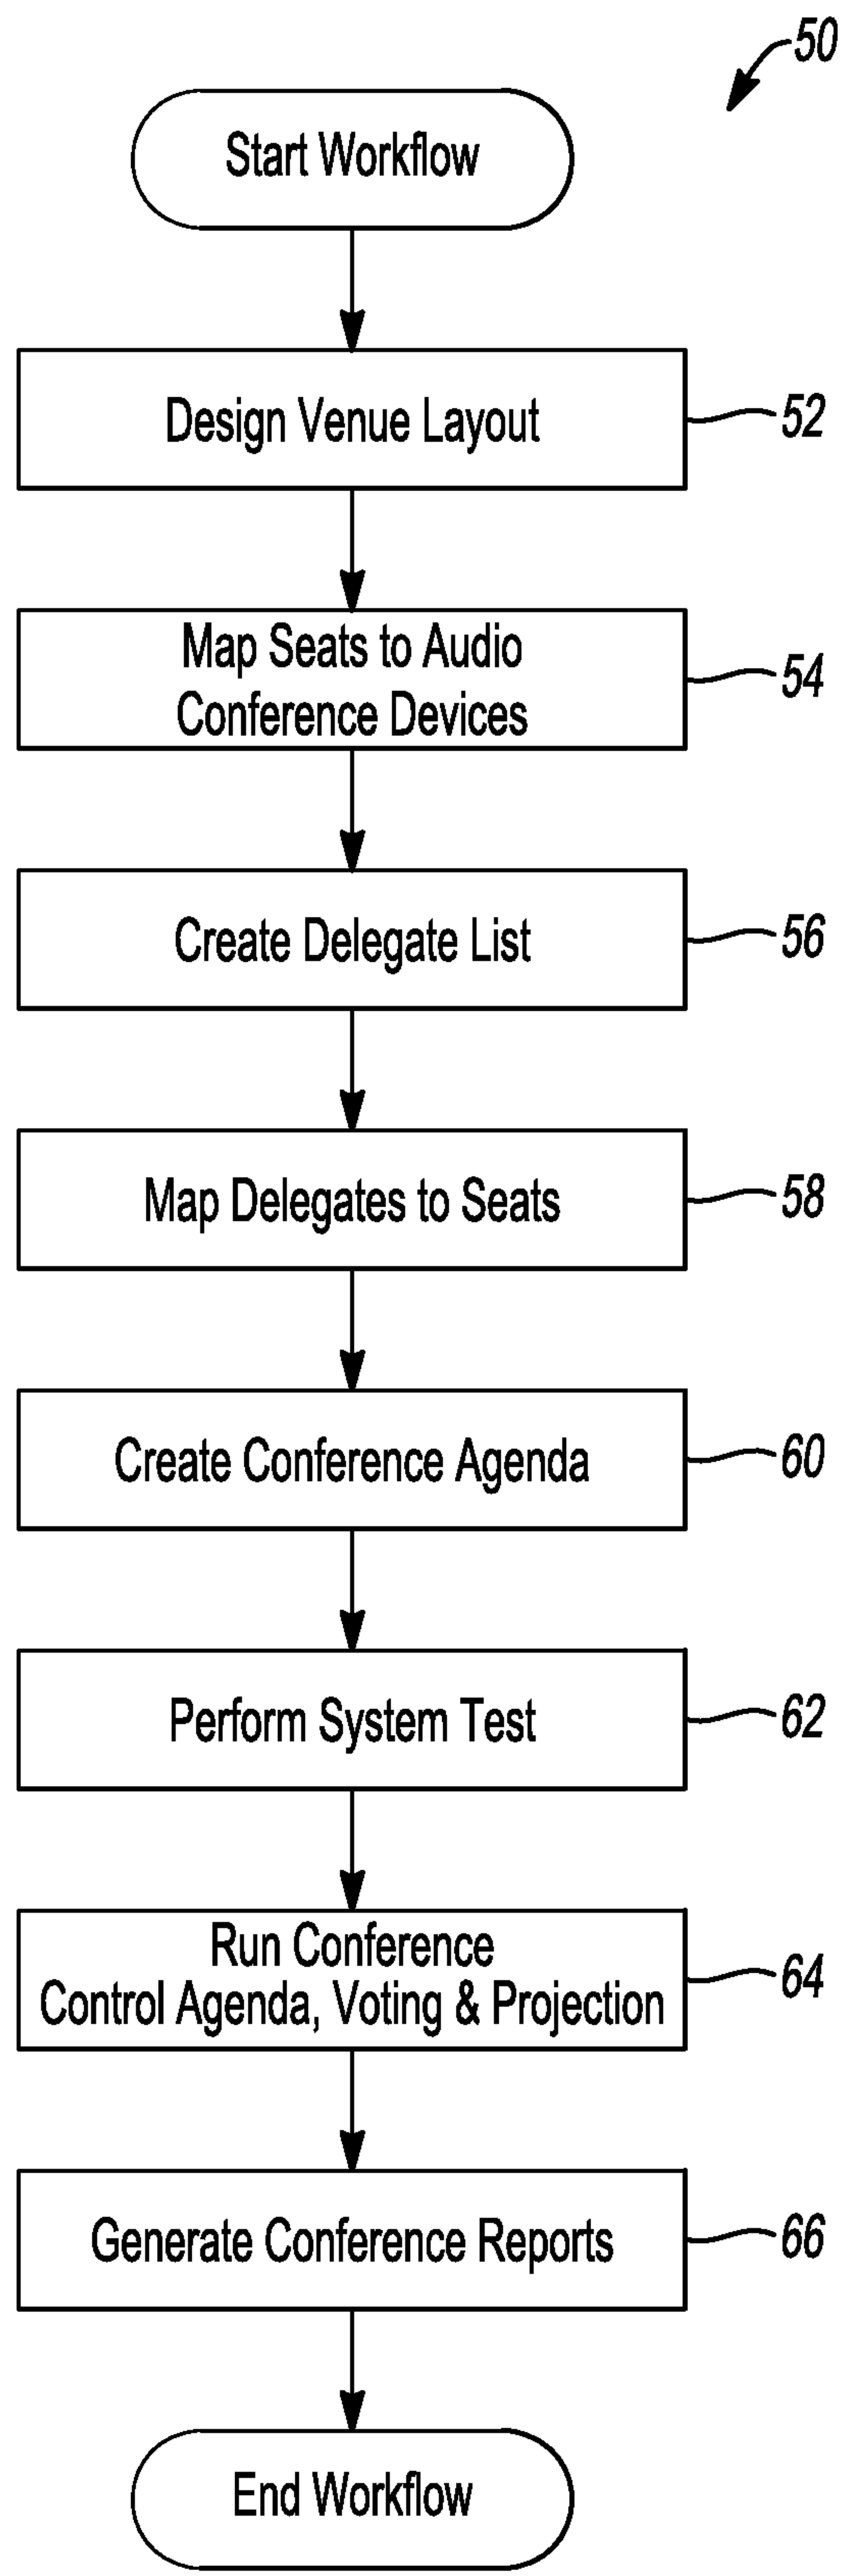 50
Start Workflow
Design Venue Layout
52
Map Seats to Audio
Conference Devices
54
Create Delegate List
56
Map Delegates to Seats
58
Create Conference Agenda
60
Perform System Test
62
Run Conference
Control Agenda, Voting & Projection
64
Generate Conference Reports
66
End Workflow